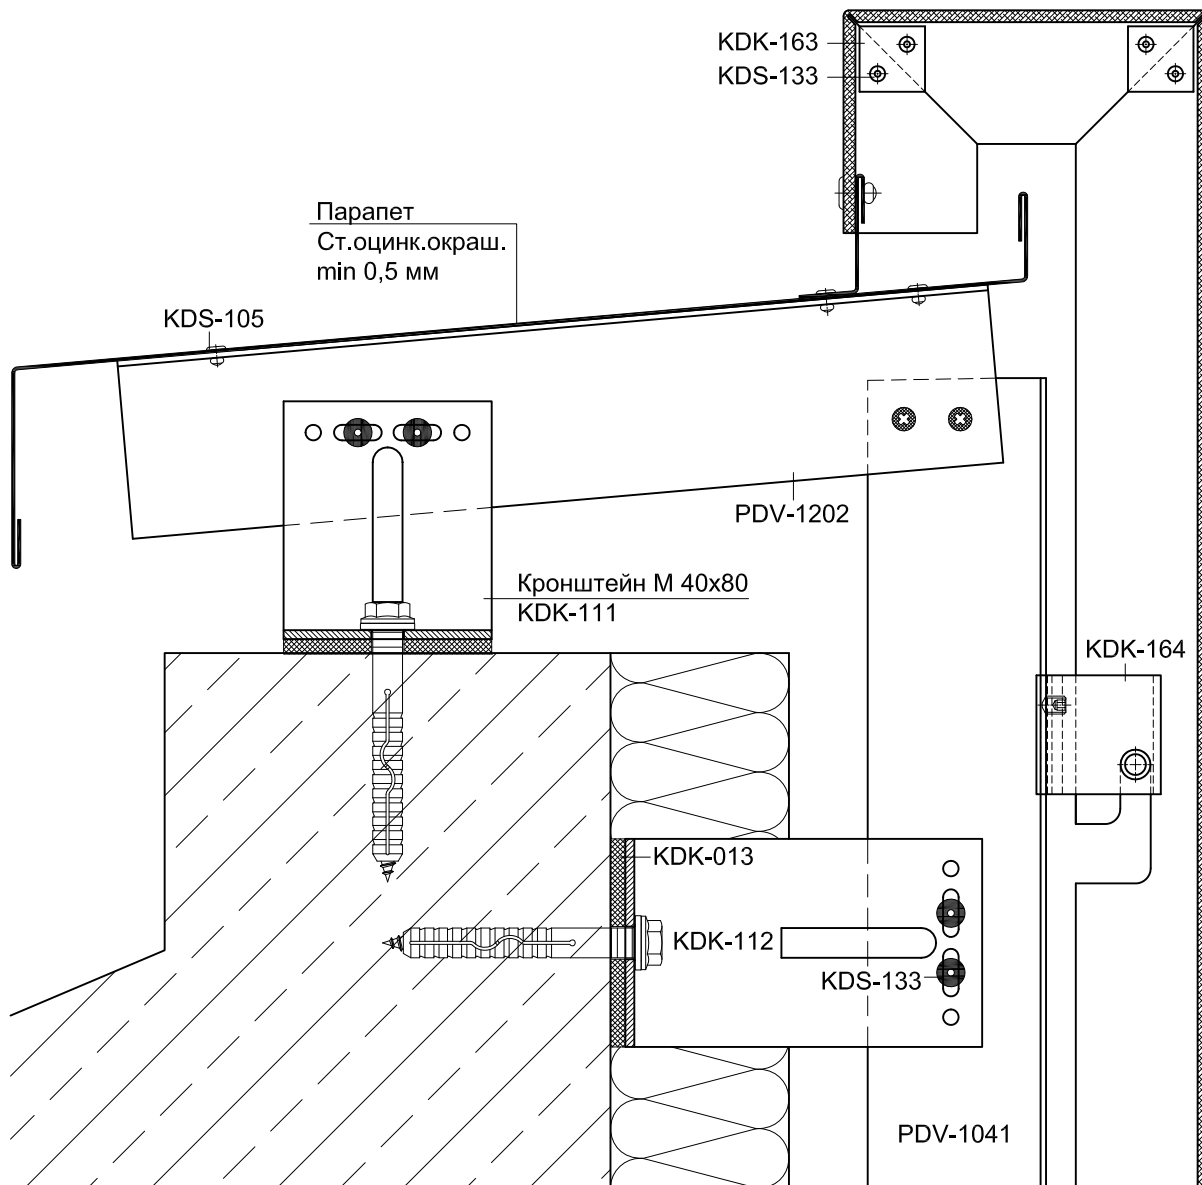 KDK-163
KDS-133
Парапет
Ст.оцинк.окраш.
min 0,5 мм
KDS-105
PDV-1202
Кронштейн М 40х80
KDK-111
KDK-164
KDK-013
KDK-112
KDS-133
PDV-1041